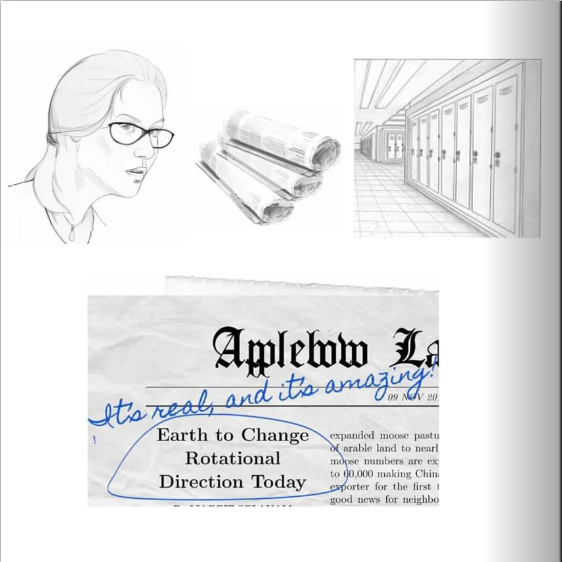 Applebow La
It's real, and it's amazing!
09 NOV 20
Earth to Change
Rotational
Direction Today
expanded moose pastu
of arable land to nearl
moose numbers are ex
to 60,000 making Chin
exporter for the first t
good news for neighbo